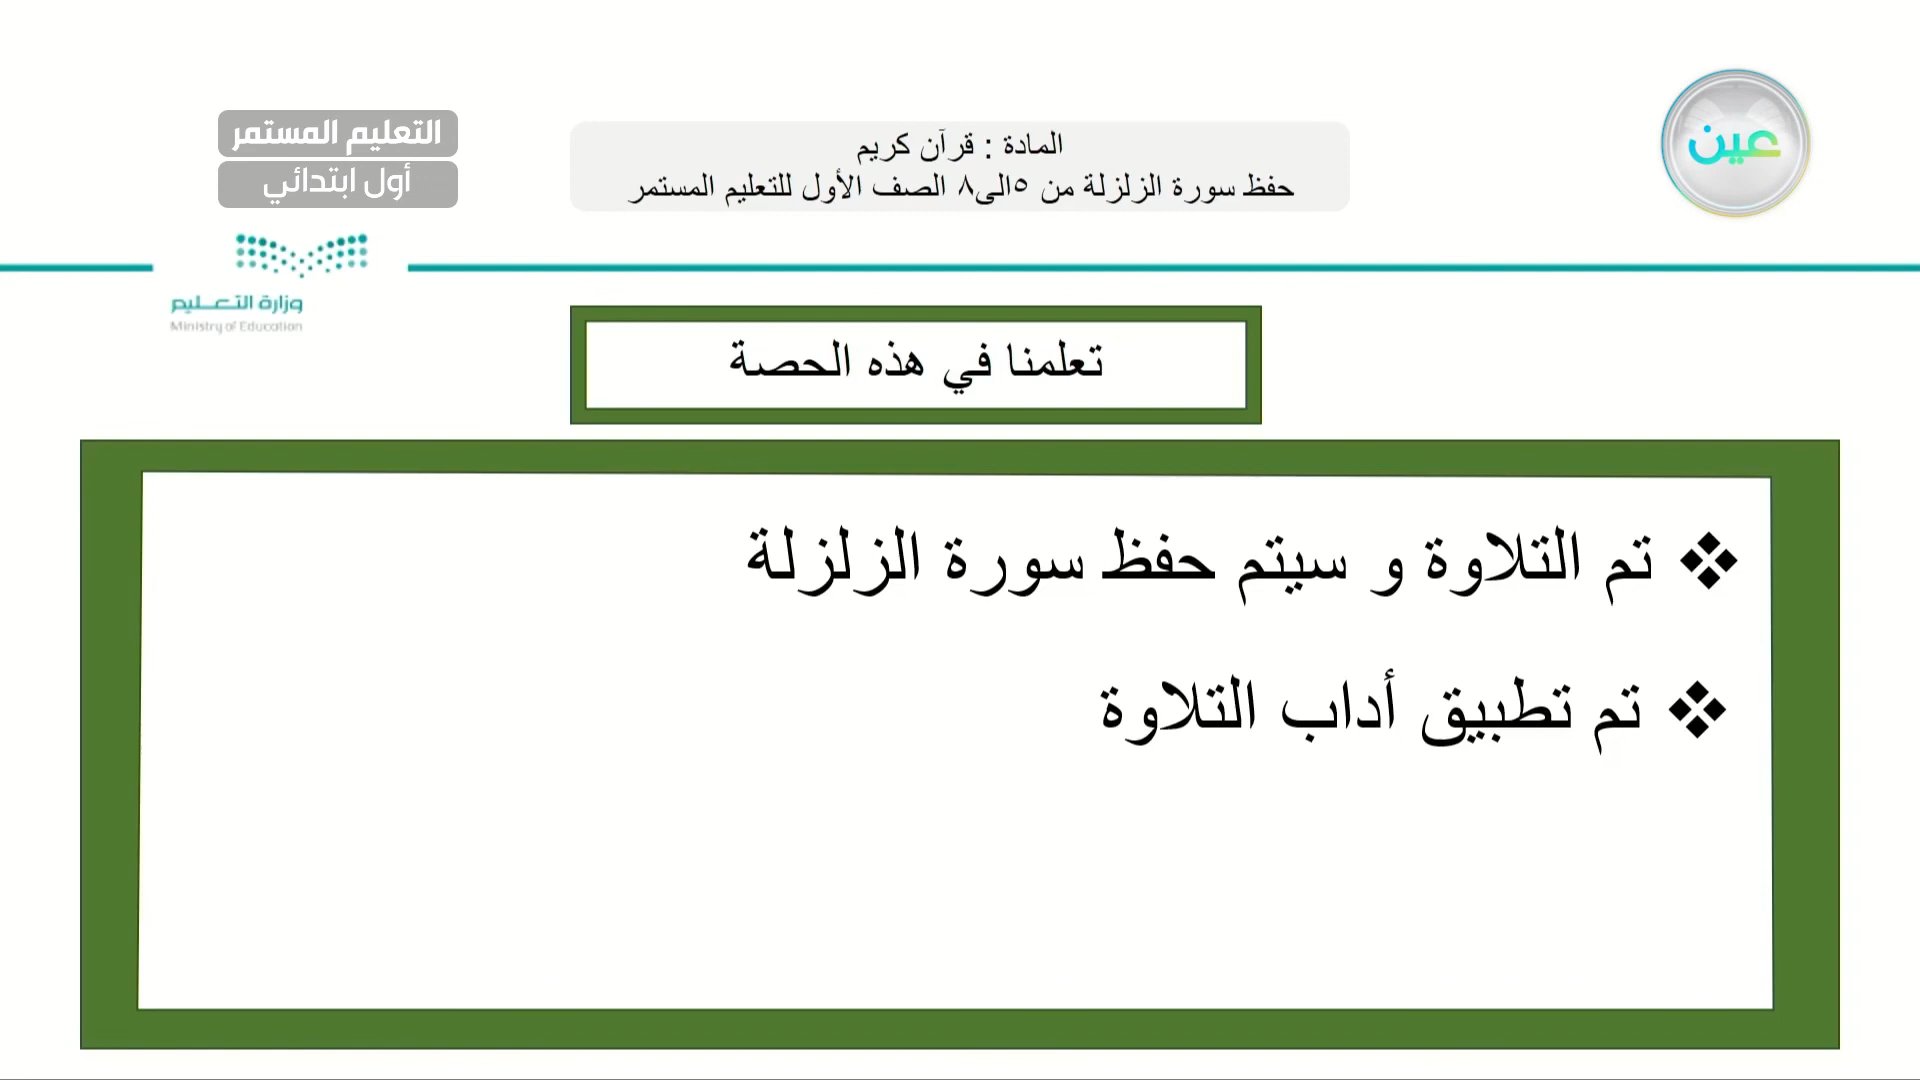 عين
المادة : قرآن كريم
حفظ سورة الزلزلة من ٥الى٨ الصف الأول للتعليم المستمر
التعليم المستمر
أول ابتدائي
وزارة التعـــليم
Ministry of Education
تعلمنا في هذه الحصة
❖ تم التلاوة و سيتم حفظ سورة الزلزلة
❖ تم تطبيق أداب التلاوة